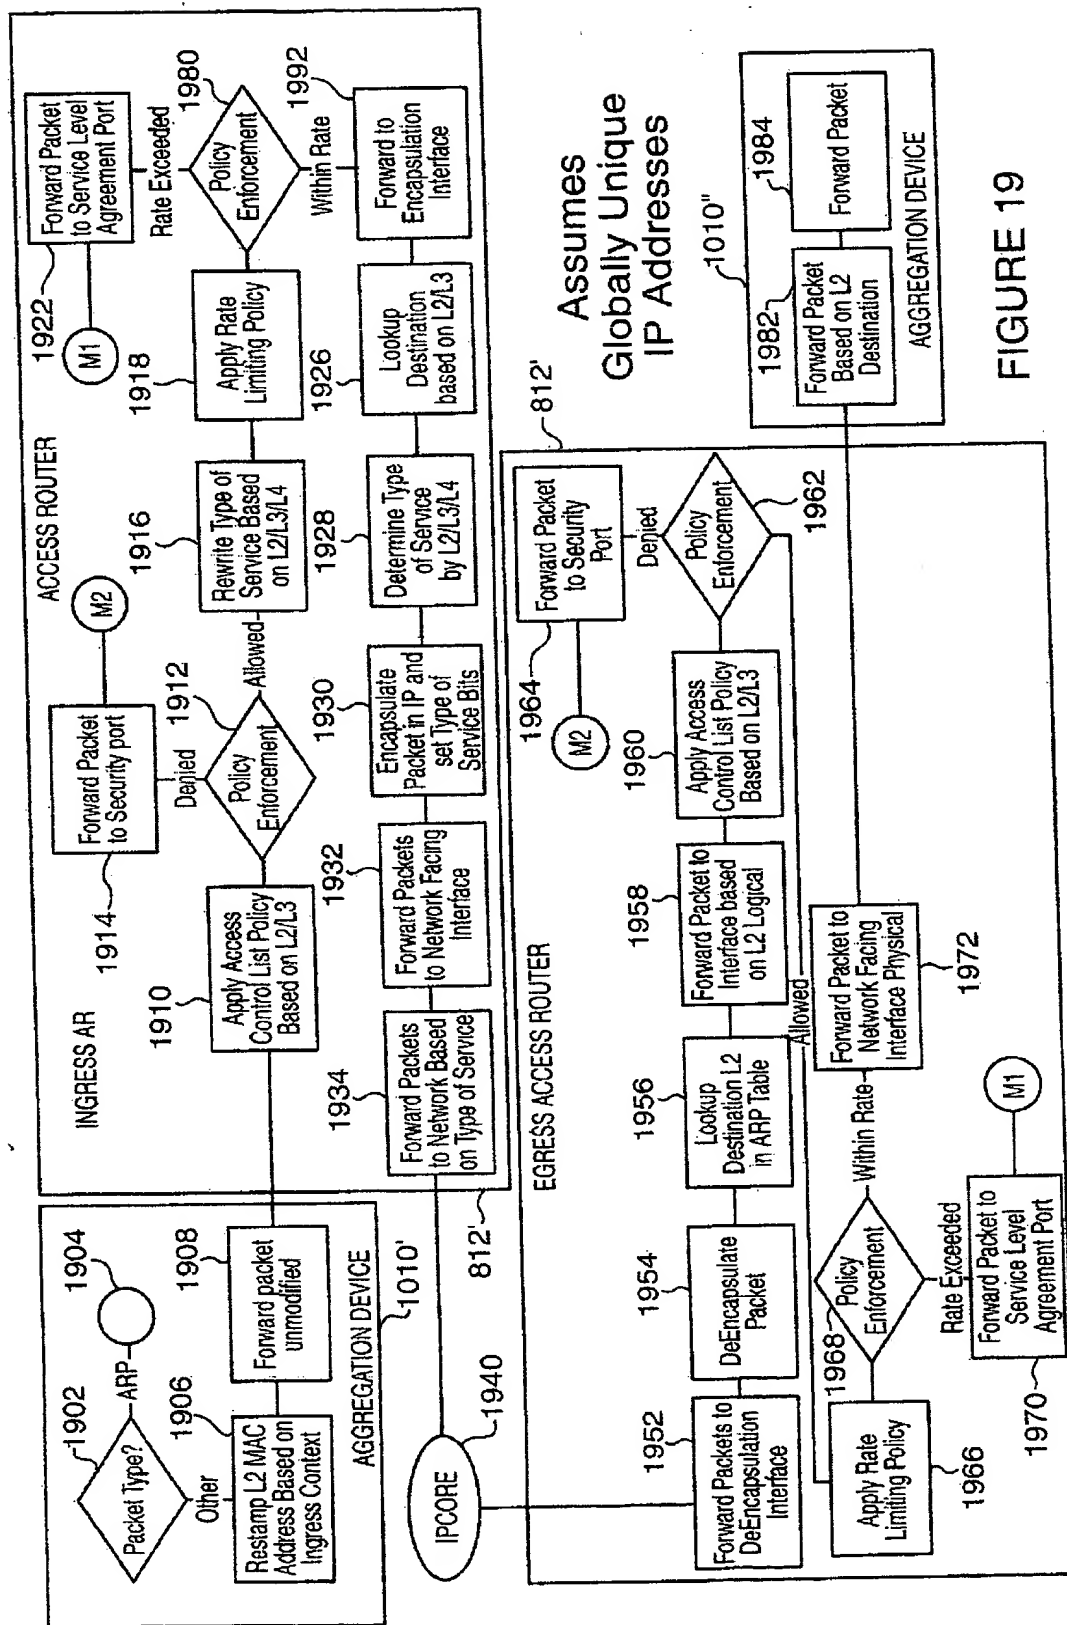 1902
Packet Type?
ARP
1904
Other
1906
Restamp L2 MAC
Address Based on
Ingress Context
1908
Forward packet
unmodified
AGGREGATION DEVICE
1010'
INGRESS AR
ACCESS ROUTER
1910
Apply Access
Control List Policy
Based on L2/L3
1912
Policy
Enforcement
Denied
1914
Forward Packet
to Security port
M2
Allowed
1916
Rewrite Type of
Service Based
on L2/L3/L4
1918
Apply Rate
Limiting Policy
1980
Policy
Enforcement
Rate Exceeded
1922
Forward Packet
to Service Level
Agreement Port
M1
Within Rate
1992
Forward to
Encapsulation
Interface
1926
Lookup
Destination
based on L2/L3
1928
Determine Type
of Service
by L2/L3/L4
1930
Encapsulate
Packet in IP and
set Type of
Service Bits
1932
Forward Packets
to Network Facing
Interface
1934
Forward Packets
to Network Based
on Type of Service
812'
1940
IPCORE
EGRESS ACCESS ROUTER
812'
1952
Forward Packets to
DeEncapsulation
Interface
1954
DeEncapsulate
Packet
1956
Lookup
Destination L2
in ARP Table
1958
Forward Packet to
Interface based
on L2 Logical
1960
Apply Access
Control List Policy
Based on L2/L3
1962
Policy
Enforcement
Denied
1964
Forward Packet
to Security
Port
M2
Allowed
1966
Apply Rate
Limiting Policy
1968
Policy
Enforcement
Rate Exceeded
1970
Forward Packet to
Service Level
Agreement Port
M1
Within Rate
1972
Forward Packet to
Network Facing
Interface Physical
Assumes
Globally Unique
IP Addresses
1010"
1982
Forward Packet
Based on L2
Destination
1984
Forward Packet
AGGREGATION DEVICE
FIGURE 19